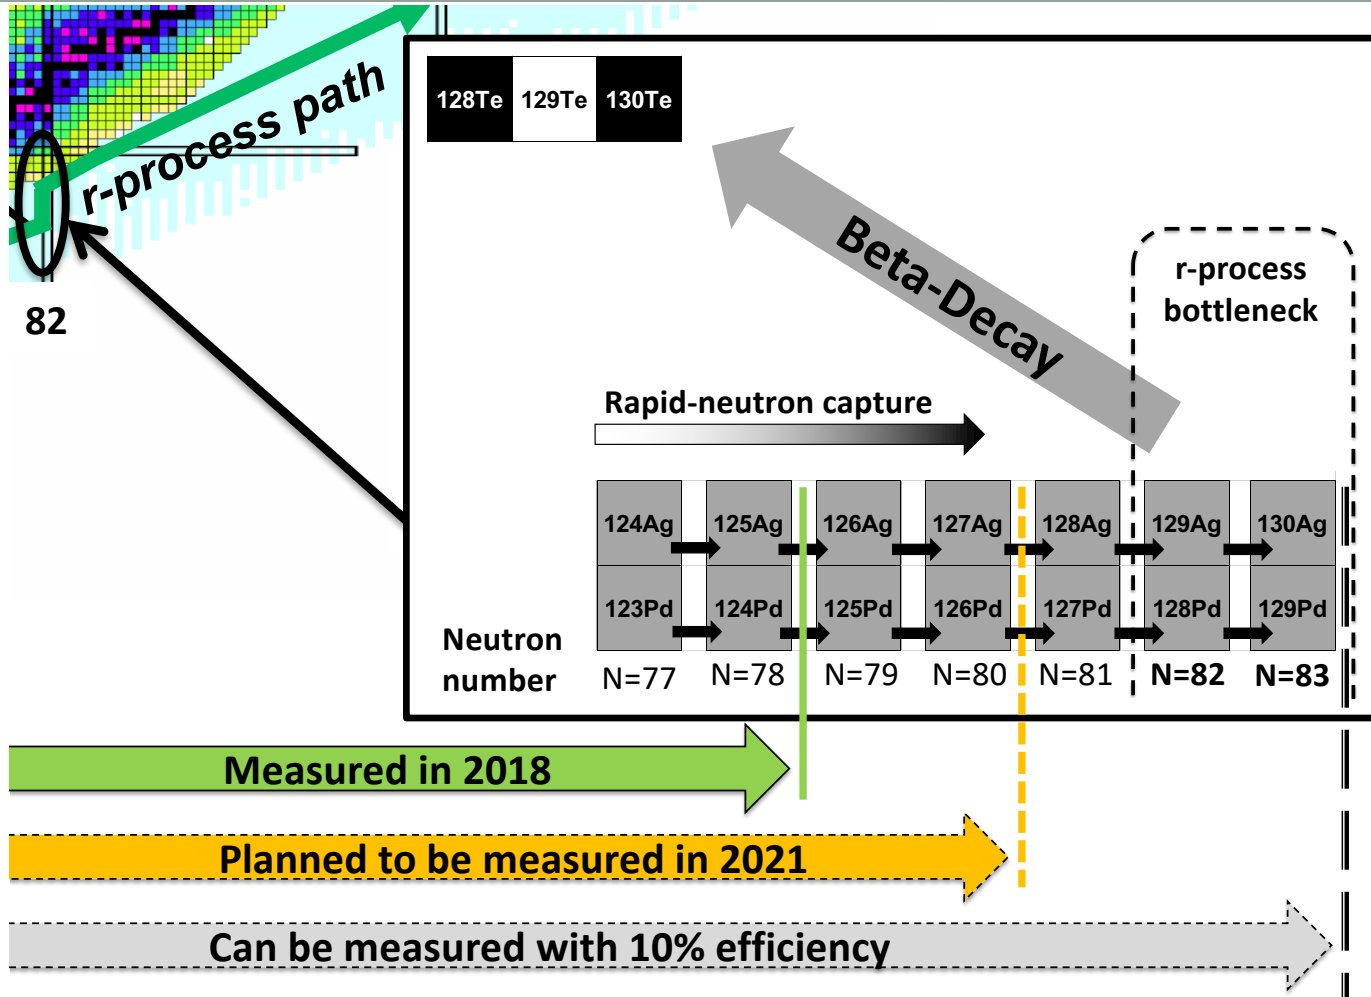 r-process path
82
128Te 129Te 130Te
Beta-Decay
r-process
bottleneck
Rapid-neutron capture
124Ag 125Ag 126Ag 127Ag 128Ag 129Ag 130Ag
123Pd 124Pd 125Pd 126Pd 127Pd 128Pd 129Pd
Neutron
number
N=77 N=78 N=79 N=80 N=81 N=82 N=83
Measured in 2018
Planned to be measured in 2021
Can be measured with 10% efficiency